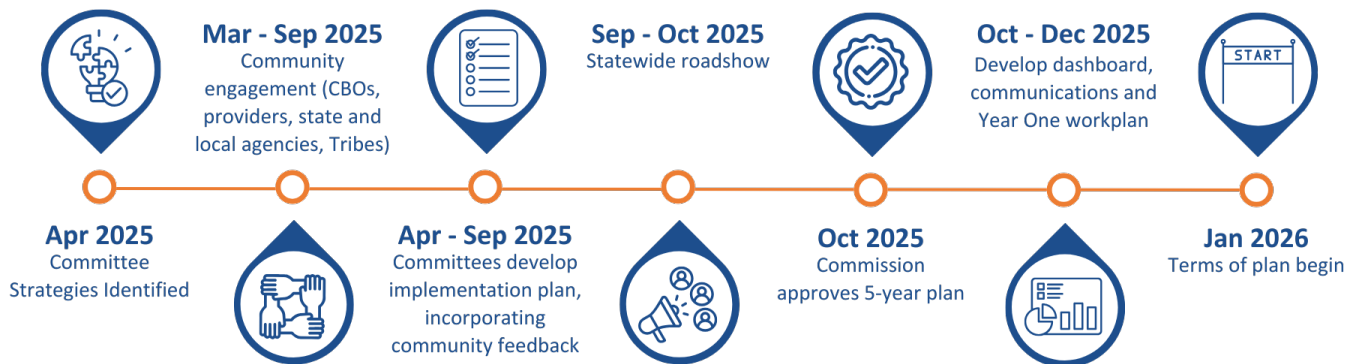 Apr 2025
Committee
Strategies Identified
Mar - Sep 2025
Community
engagement (CBOs,
providers, state and
local agencies, Tribes)
Apr - Sep 2025
Committees develop
implementation plan,
incorporating
community feedback
Sep - Oct 2025
Statewide roadshow
Oct 2025
Commission
approves 5-year plan
Oct - Dec 2025
Develop dashboard,
communications and
Year One workplan
START
Jan 2026
Terms of plan begin